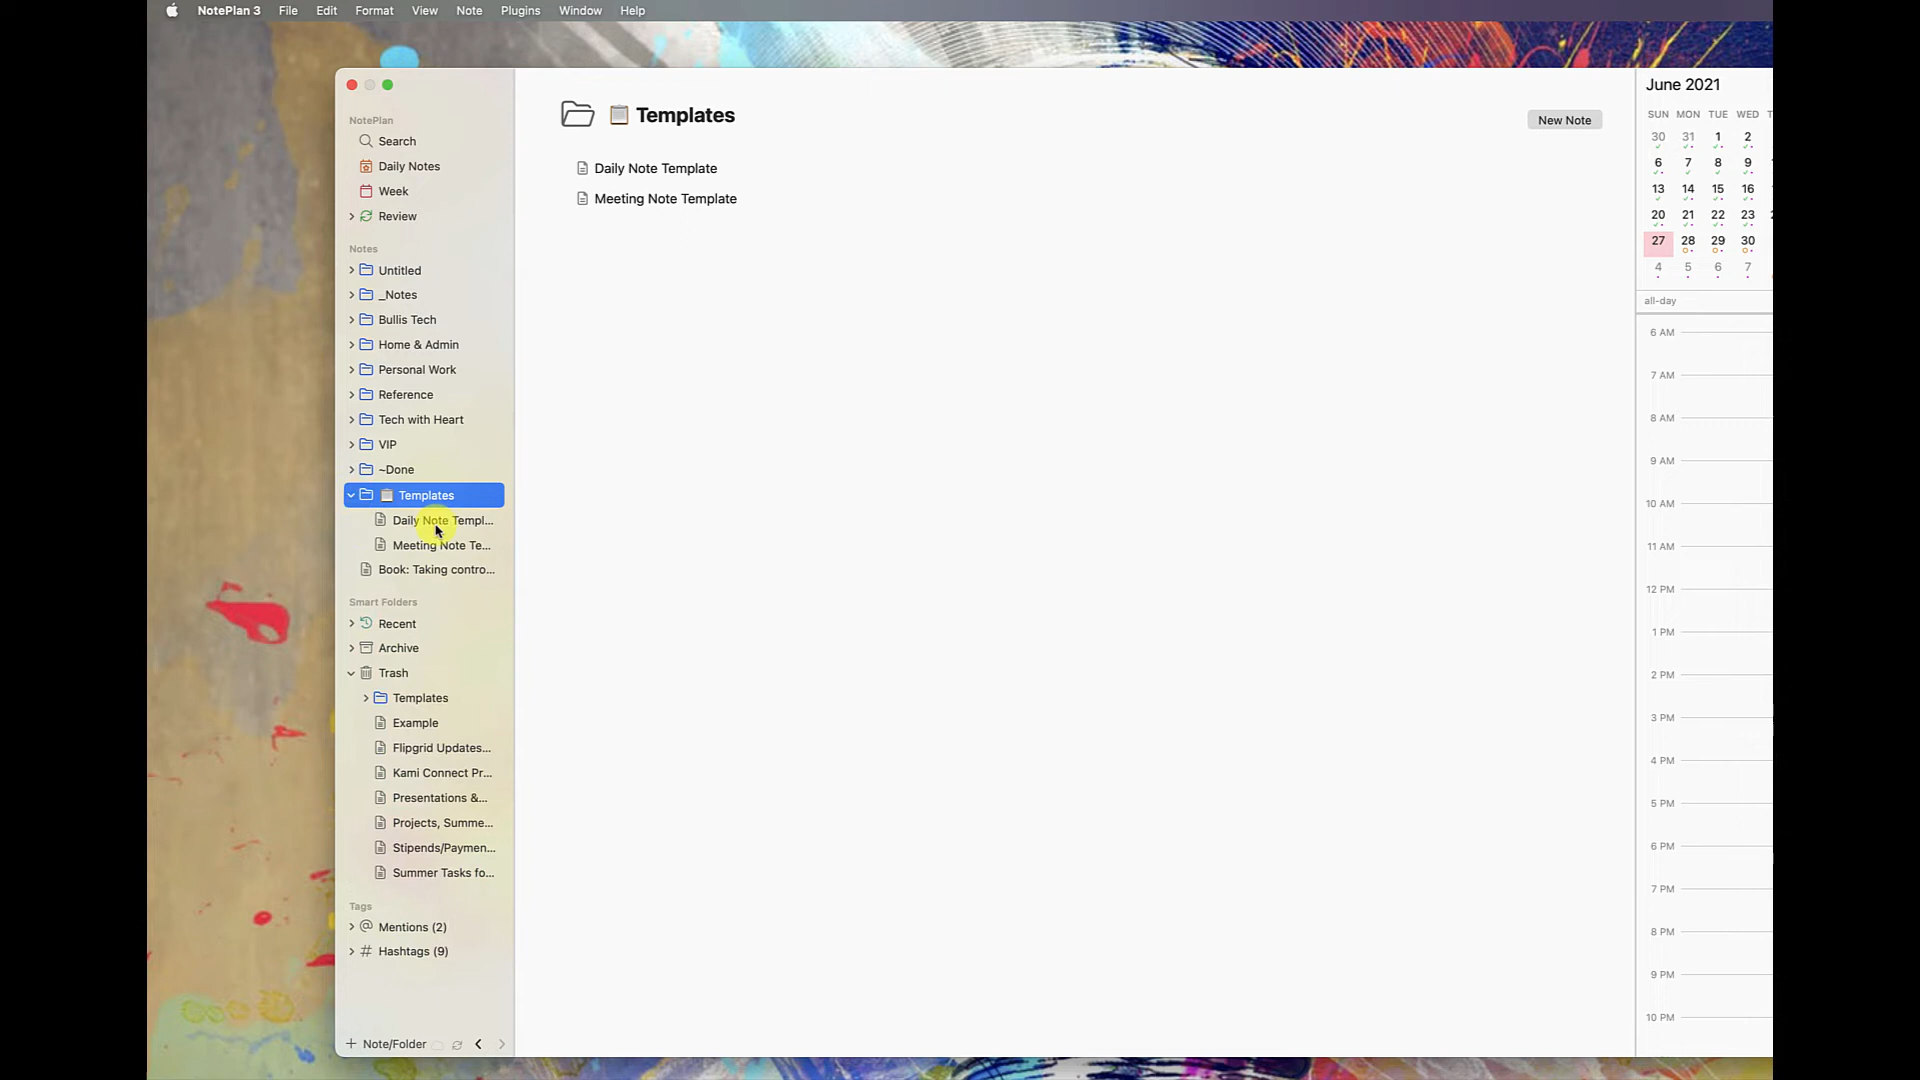 NotePlan 3 File Edit Format View Note Plugins Window Help
NotePlan
Search
Daily Notes
Week
Review
Notes
Untitled
_Notes
Bullis Tech
Home & Admin
Personal Work
Reference
Tech with Heart
VIP
~Done
Templates
Daily Note Templ...
Meeting Note Te...
Book: Taking contro...
Smart Folders
Recent
Archive
Trash
Templates
Example
Flipgrid Updates...
Kami Connect Pr...
Presentations &...
Projects, Summe...
Stipends/Paymen...
Summer Tasks fo...
Tags
@ Mentions (2)
# Hashtags (9)
+ Note/Folder
Templates
New Note
Daily Note Template
Meeting Note Template
June 2021
SUN MON TUE WED T
30 31 1 2
6 7 8 9
13 14 15 16
20 21 22 23
27 28 29 30
4 5 6 7
all-day
6 AM
7 AM
8 AM
9 AM
10 AM
11 AM
12 PM
1 PM
2 PM
3 PM
4 PM
5 PM
6 PM
7 PM
8 PM
9 PM
10 PM